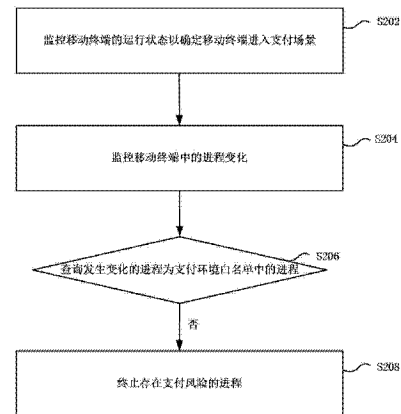 S202
监控移动终端的运行状态以确定移动终端进入支付场景
S204
监控移动终端中的进程变化
S206
查询发生变化的进程为支付环境白名单中的进程
否
S208
终止存在支付风险的进程